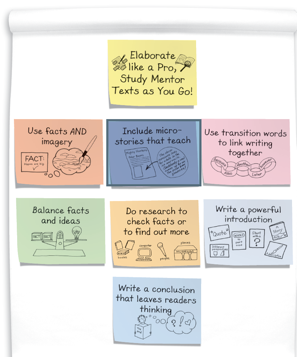 Elaborate
like a Pro,
Study Mentor
Texts as You Go!
Use facts AND
imagery
FACT:
Include micro-
stories that teach
Use transition words
to link writing
together
Balance facts
and ideas
Do research to
check facts or
to find out more
Write a powerful
introduction
Write a conclusion
that leaves readers
thinking